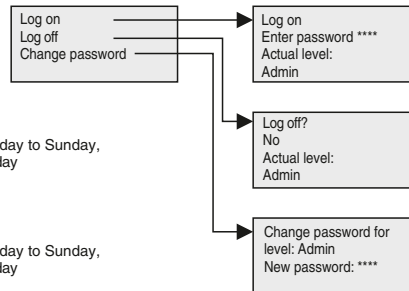 Log on
Log off
Change password
Log on
Enter password ****
Actual level:
Admin
Log off?
No
Actual level:
Admin
day to Sunday,
day
Change password for
level: Admin
New password: ****
day to Sunday,
day